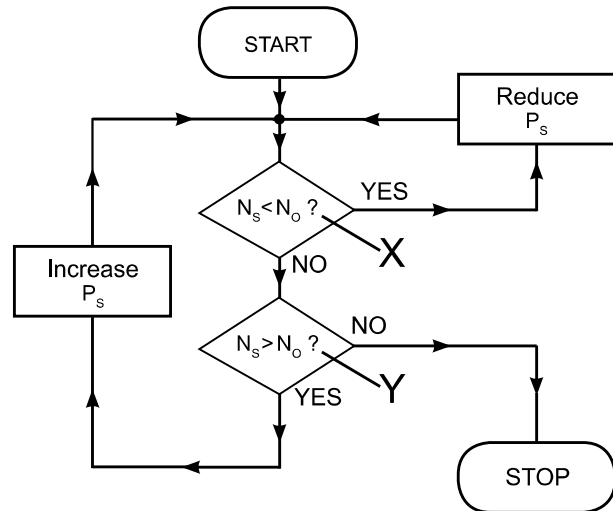 START
Reduce
Pₛ
YES
Nₛ<Nₒ ?
X
NO
Increase
Pₛ
NO
Nₛ>Nₒ ?
Y
YES
STOP